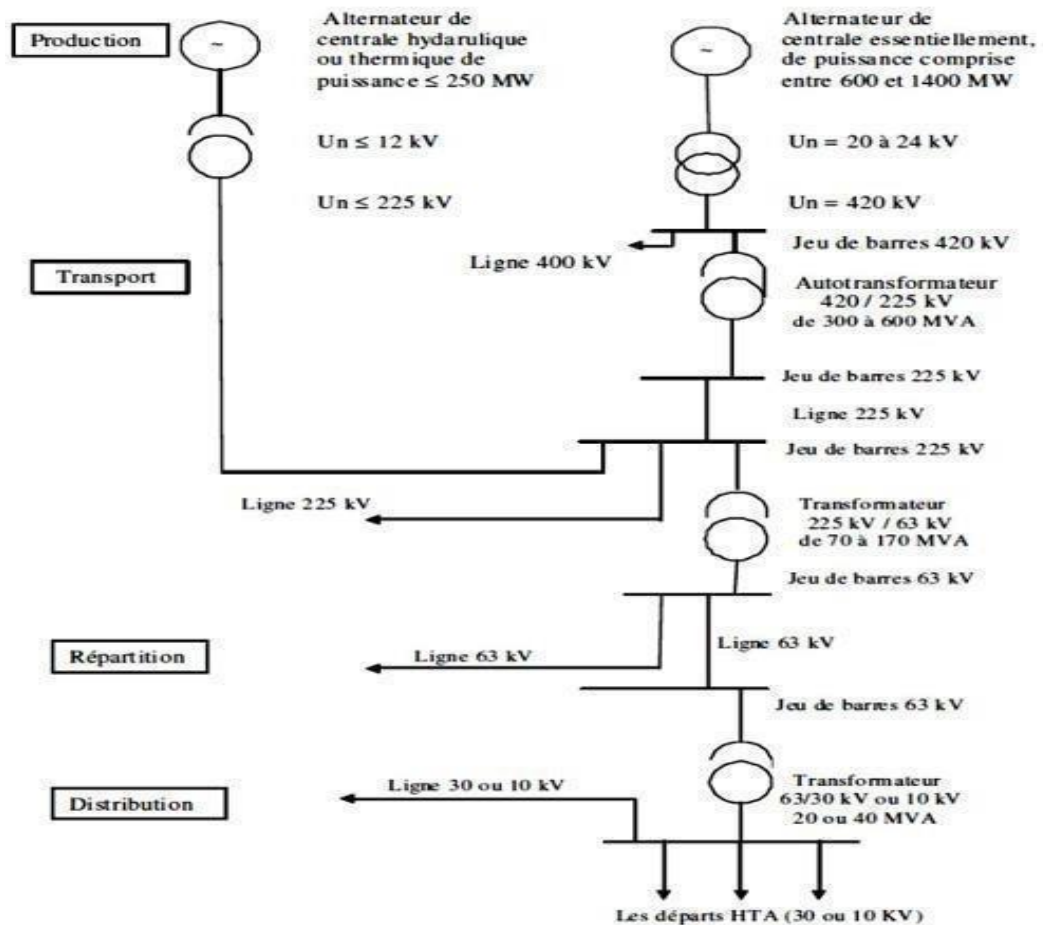 Production
Alternateur de
centrale hydarulique
ou thermique de
puissance ≤ 250 MW
Alternateur de
centrale essentiellement,
de puissance comprise
entre 600 et 1400 MW
~
~
Un ≤ 12 kV
Un = 20 à 24 kV
Un ≤ 225 kV
Un = 420 kV
Jeu de barres 420 kV
Ligne 400 kV
Transport
Autotransformateur
420 / 225 kV
de 300 à 600 MVA
Jeu de barres 225 kV
Ligne 225 kV
Jeu de barres 225 kV
Ligne 225 kV
Transformateur
225 kV / 63 kV
de 70 à 170 MVA
Jeu de barres 63 kV
Ligne 63 kV
Répartition
Ligne 63 kV
Jeu de barres 63 kV
Ligne 30 ou 10 kV
Distribution
Transformateur
63/30 kV ou 10 kV
20 ou 40 MVA
Les départs HTA (30 ou 10 KV)